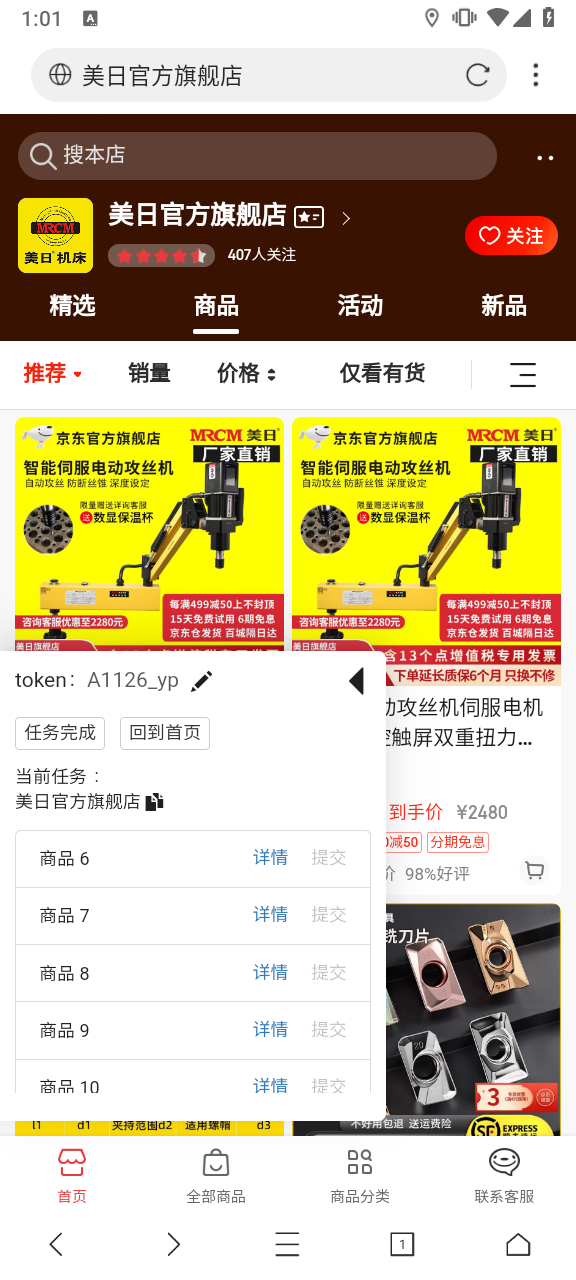 1:01
A
美日官方旗舰店
搜本店
MRCM
美日机床
美日官方旗舰店
407人关注
关注
精选
商品
活动
新品
推荐
销量
价格
仅看有货
京东官方旗舰店
MRCM 美日
厂家直销
智能伺服电动攻丝机
自动攻丝 防断丝锥 深度设定
限量赠送详询客服
送数显保温杯
每满499减50上不封顶
咨询客服优惠至2280元
15天免费试用 6期免息
京东仓发货 百城隔日达
京东官方旗舰店
MRCM 美日
厂家直销
智能伺服电动攻丝机
自动攻丝 防断丝锥 深度设定
限量赠送详询客服
送数显保温杯
每满499减50上不封顶
咨询客服优惠至2280元
15天免费试用 6期免息
京东仓发货 百城隔日达
美日旗舰店
含13个点增值税专用发票
下单延长质保6个月 只换不修
token： A1126_yp
任务完成
回到首页
当前任务：
美日官方旗舰店
商品 6
详情
提交
商品 7
详情
提交
商品 8
详情
提交
商品 9
详情
提交
商品 10
详情
提交
攻丝机伺服电机
触屏双重扭力...
到手价
¥2480
减50
分期免息
98%好评
铣刀片
3
不好用包退 送运费险
EXPRESS
l1
d1
夹持范围d2
适用螺帽
d3
首页
全部商品
商品分类
联系客服
1